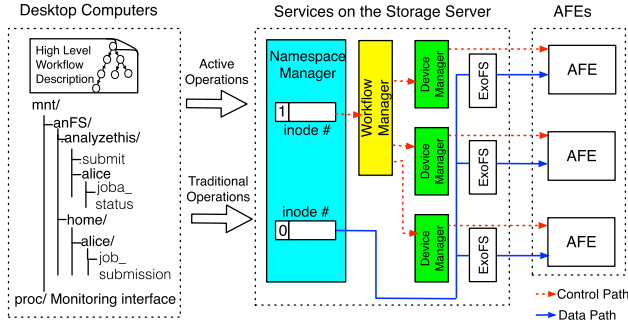 Desktop Computers
High Level
Workflow
Description
mnt/
anFS/
analyzethis/
submit
alice
joba_
status
home/
alice/
job_
submission
proc/ Monitoring interface
Active
Operations
Traditional
Operations
Services on the Storage Server
Namespace
Manager
1
inode #
inode #
0
Workflow
Manager
Device
Manager
ExoFS
Device
Manager
ExoFS
Device
Manager
ExoFS
AFEs
AFE
AFE
AFE
Control Path
Data Path